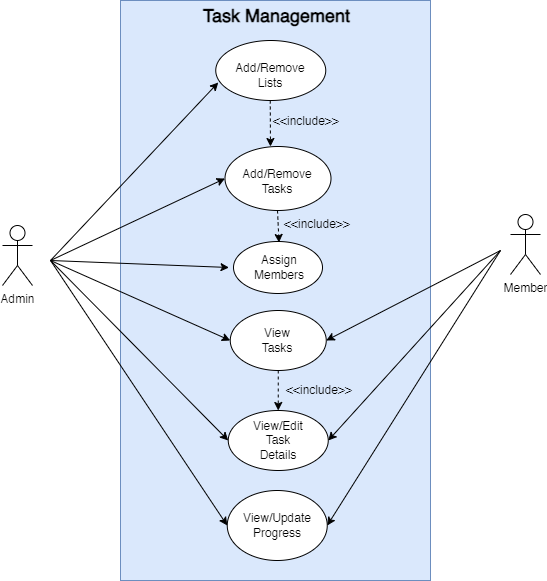 Task Management
Add/Remove
Lists
<<include>>
Add/Remove
Tasks
<<include>>
Assign
Members
Admin
Member
View
Tasks
<<include>>
View/Edit
Task
Details
View/Update
Progress